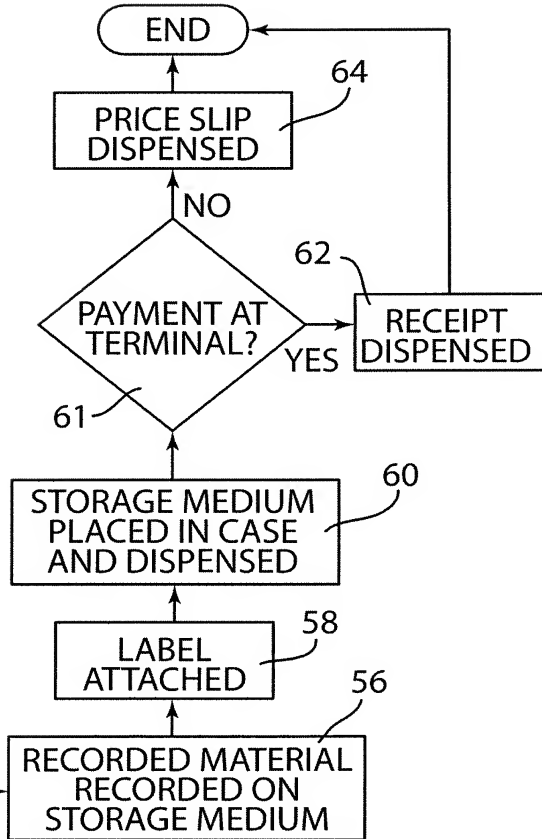 END
64
PRICE SLIP
DISPENSED
NO
62
PAYMENT AT
TERMINAL?
YES
RECEIPT
DISPENSED
61
60
STORAGE MEDIUM
PLACED IN CASE
AND DISPENSED
58
LABEL
ATTACHED
56
RECORDED MATERIAL
RECORDED ON
STORAGE MEDIUM